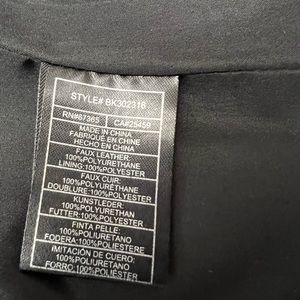 STYLE# BK302316
RN#67365 CA#25459
MADE IN CHINA
FABRIQUÉ EN CHINE
HECHO EN CHINA
FAUX LEATHER:
100%POLYURETHANE
LINING:100%POLYESTER
FAUX CUIR:
100%POLYURÉTHANE
DOUBLURE:100%POLYESTER
KUNSTLEDER:
100%POLYURETHAN
FUTTER:100%POLYESTER
FINTA PELLE:
100%POLIURETANO
FODERA:100%POLIESTERE
IMITACIÓN DE CUERO:
100%POLIURETANO
FORRO:100%POLIÉSTER